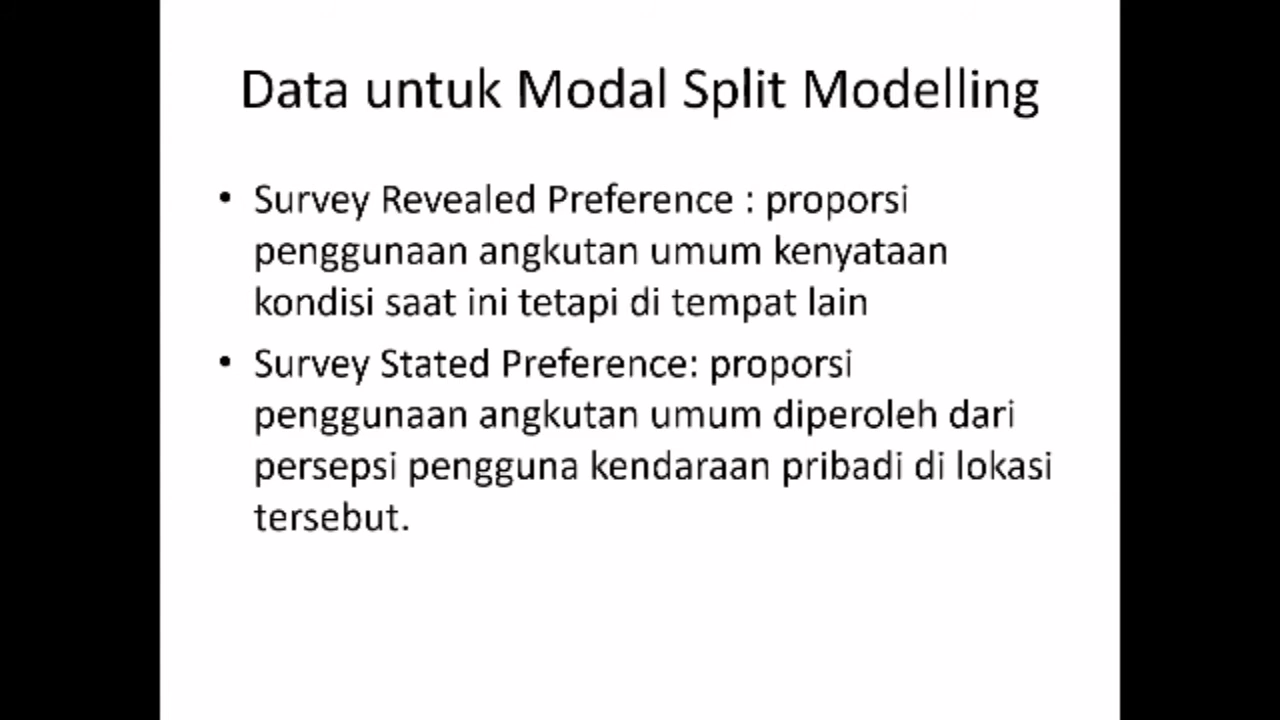 Data untuk Modal Split Modelling
• Survey Revealed Preference : proporsi
penggunaan angkutan umum kenyataan
kondisi saat ini tetapi di tempat lain
• Survey Stated Preference: proporsi
penggunaan angkutan umum diperoleh dari
persepsi pengguna kendaraan pribadi di lokasi
tersebut.